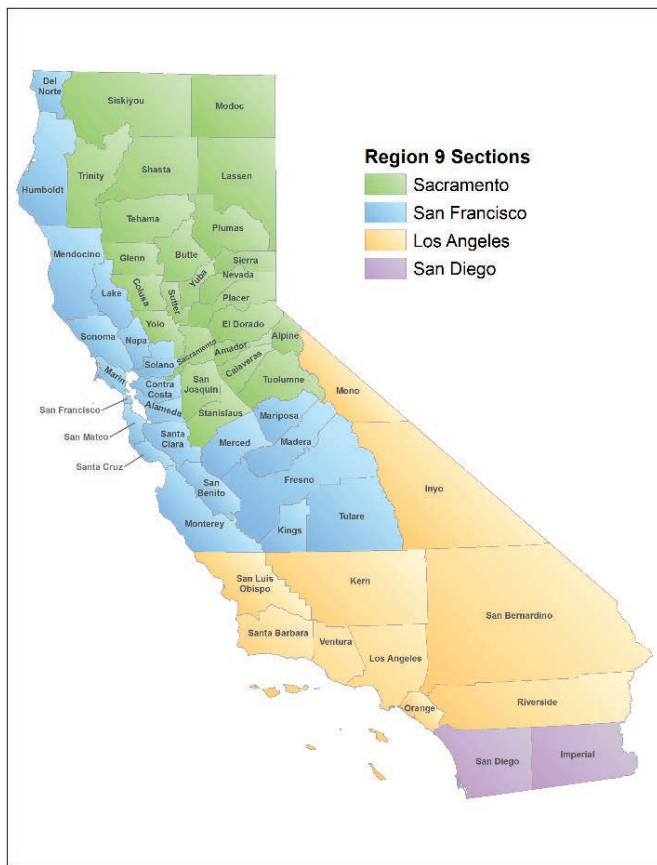 Del
Norte
Siskiyou
Modoc
Humboldt
Trinity
Shasta
Lassen
Region 9 Sections
Sacramento
San Francisco
Los Angeles
San Diego
Tehama
Plumas
Mendocino
Glenn
Butte
Sierra
Yuba
Nevada
Lake
Colusa
Sutter
Placer
Yolo
El Dorado
Sonoma
Napa
Sacramento
Amador
Alpine
Solano
Calaveras
Marin
Contra
Costa
San
Joaquin
Tuolumne
Mono
San Francisco
Alameda
Stanislaus
Mariposa
San Mateo
Santa
Clara
Merced
Madera
Santa Cruz
San
Benito
Fresno
Inyo
Monterey
Kings
Tulare
San Luis
Obispo
Kern
San Bernardino
Santa Barbara
Ventura
Los Angeles
Orange
Riverside
San Diego
Imperial